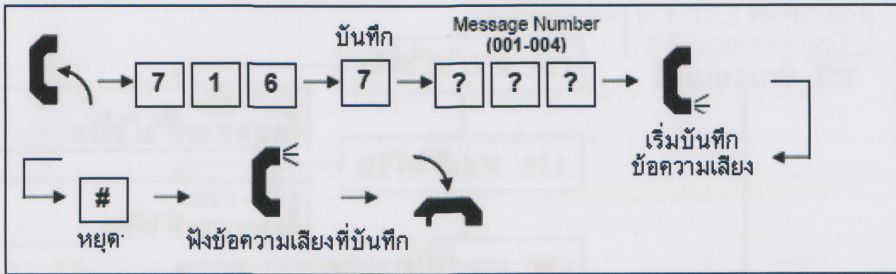 บันทึก
Message Number
(001-004)
7 1 6 7 ? ? ?
เริ่มบันทึก
ข้อความเสียง
#
หยุด
ฟังข้อความเสียงที่บันทึก